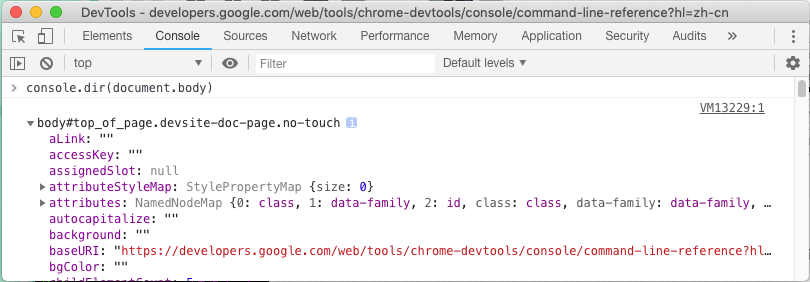 DevTools - developers.google.com/web/tools/chrome-devtools/console/command-line-reference?hl=zh-cn
Elements Console Sources Network Performance Memory Application Security
top Filter Default levels
console.dir(document.body)
VM13229:1
body#top_of_page.devsite-doc-page.no-touch
aLink: ""
accessKey: ""
assignedSlot: null
attributeStyleMap: StylePropertyMap {size: 0}
attributes: NamedNodeMap {0: class, 1: data-family, 2: id, class: class, data-family: data-family, …
autocapitalize: ""
background: ""
baseURI: "https://developers.google.com/web/tools/chrome-devtools/console/command-line-reference?hl…
bgColor: ""